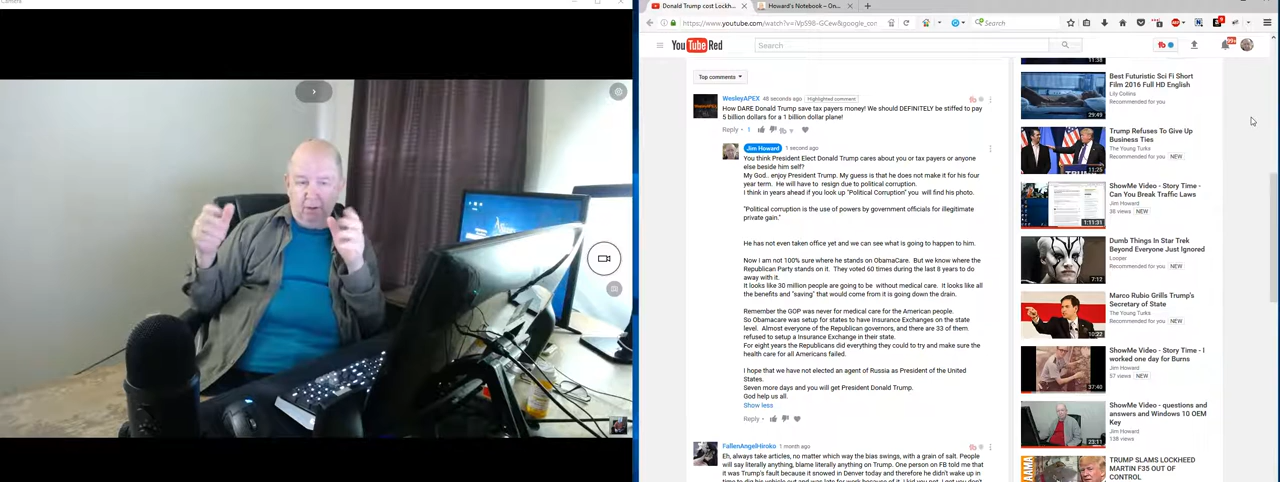 Camera
Donald Trump cost Lockh...
Howard's Notebook – On...
https://www.youtube.com/watch?v=iVpS98-GCew&google_con
Search
YouTube Red
Search
99+
Top comments
WesleyAPEX 48 seconds ago Highlighted comment
How DARE Donald Trump save tax payers money! We should DEFINITELY be stiffed to pay
5 billion dollars for a 1 billion dollar plane!
Reply · 1
Jim Howard 1 second ago
You think President Elect Donald Trump cares about you or tax payers or anyone
else beside him self?
My God.. enjoy President Trump. My guess is that he does not make it for his four
year term. He will have to resign due to political corruption.
I think in years ahead if you look up "Political Corruption" you will find his photo.
"Political corruption is the use of powers by government officials for illegitimate
private gain."
He has not even taken office yet and we can see what is going to happen to him.
Now I am not 100% sure where he stands on ObamaCare. But we know where the
Republican Party stands on it. They voted 60 times during the last 8 years to do
away with it.
It looks like 30 million people are going to be without medical care. It looks like all
the benefits and "saving" that would come from it is going down the drain.
Remember the GOP was never for medical care for the American people.
So Obamacare was setup for states to have Insurance Exchanges on the state
level. Almost everyone of the Republican governors, and there are 33 of them.
refused to setup a Insurance Exchange in their state.
For eight years the Republicans did everything they could to try and make sure the
health care for all Americans failed.
I hope that we have not elected an agent of Russia as President of the United
States.
Seven more days and you will get President Donald Trump.
God help us all.
Show less
Reply ·
FallenAngelHiroko 1 month ago
Eh, always take articles, no matter which way the bias swings, with a grain of salt. People
will say literally anything, blame literally anything on Trump. One person on FB told me that it
was Trump's fault because it snowed in Denver today and therefore he didn't wake up in
11:38
Best Futuristic Sci Fi Short
Film 2016 Full HD English
Lily Collins
Recommended for you
29:49
Trump Refuses To Give Up
Business Ties
The Young Turks
Recommended for you NEW
11:25
ShowMe Video - Story Time -
Can You Break Traffic Laws
Jim Howard
38 views NEW
1:11:31
Dumb Things In Star Trek
Beyond Everyone Just Ignored
Looper
Recommended for you
7:12
Marco Rubio Grills Trump's
Secretary of State
The Young Turks
Recommended for you NEW
10:22
ShowMe Video - Story Time - I
worked one day for Burns
Jim Howard
57 views NEW
37:40
ShowMe Video - questions and
answers and Windows 10 OEM
Key
Jim Howard
138 views
23:11
TRUMP SLAMS LOCKHEED
MARTIN F35 OUT OF
CONTROL